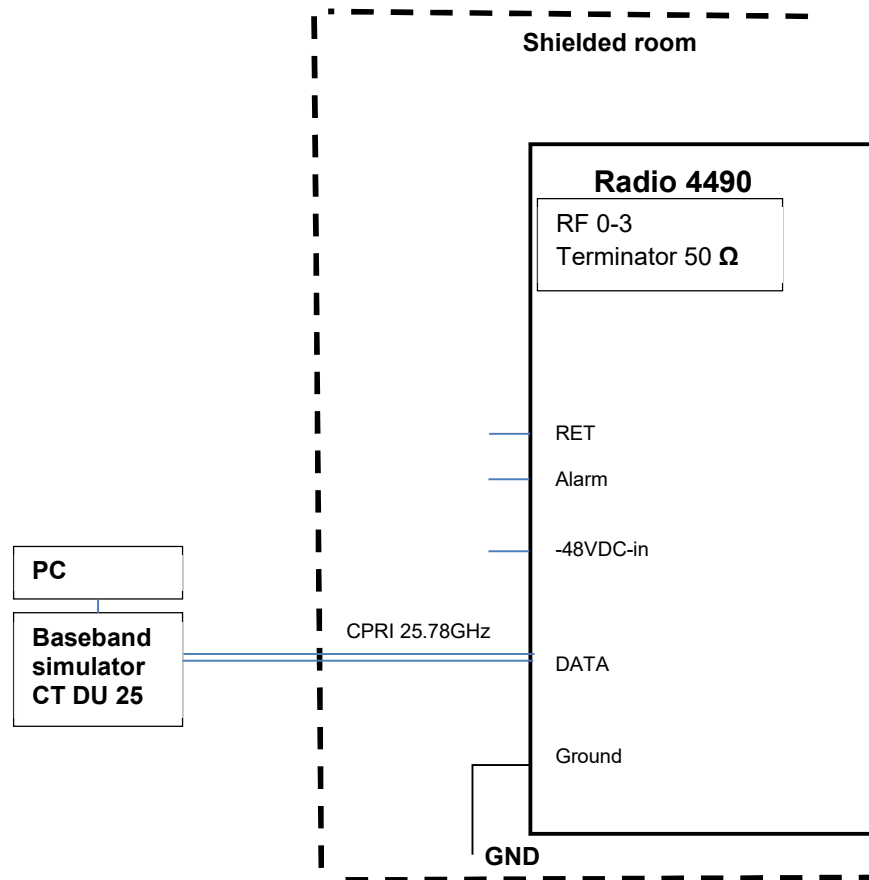 Shielded room
Radio 4490
RF 0-3
Terminator 50 Ω
RET
Alarm
-48VDC-in
PC
Baseband
simulator
CT DU 25
CPRI 25.78GHz
DATA
Ground
GND